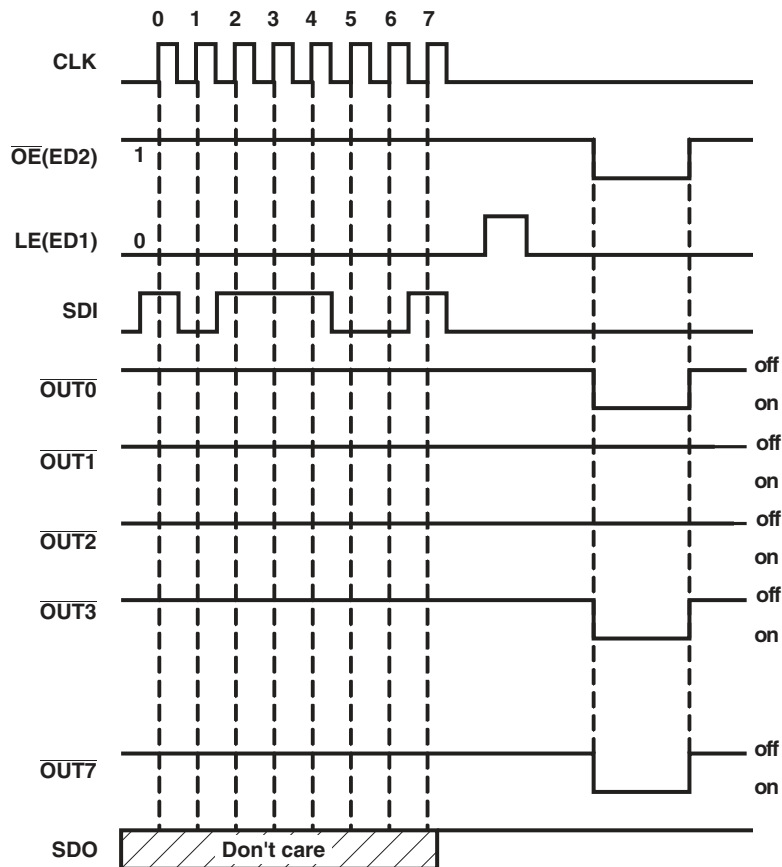 0 1 2 3 4 5 6 7
CLK
OE(ED2) 1
LE(ED1) 0
SDI
OUT0 off
on
OUT1 off
on
OUT2 off
on
OUT3 off
on
OUT7 off
on
SDO Don't care